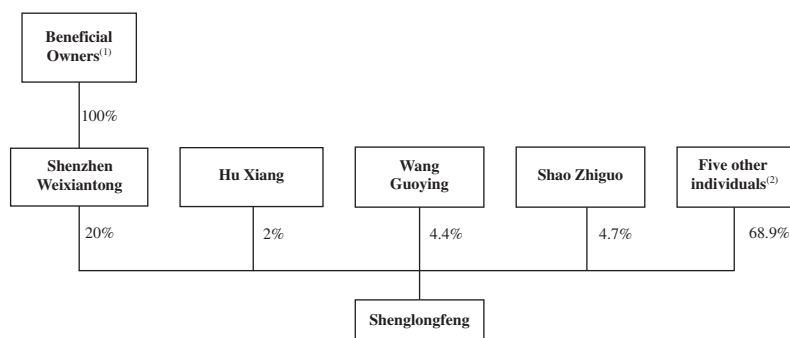 Beneficial
Owners(1)
100%
Shenzhen
Weixiantong
Hu Xiang
Wang
Guoying
Shao Zhiguo
Five other
individuals(2)
20%
2%
4.4%
4.7%
68.9%
Shenglongfeng